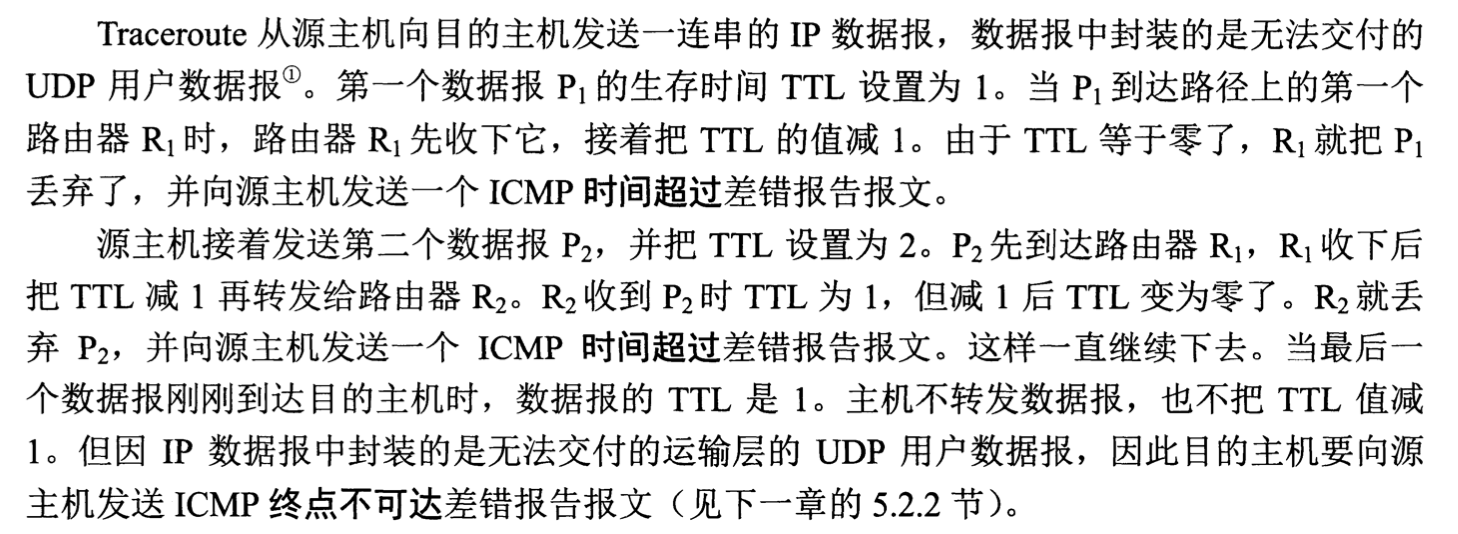 Traceroute 从源主机向目的主机发送一连串的 IP 数据报，数据报中封装的是无法交付的
UDP 用户数据报①。第一个数据报 P1 的生存时间 TTL 设置为 1。当 P1 到达路径上的第一个
路由器 R1 时，路由器 R1 先收下它，接着把 TTL 的值减 1。由于 TTL 等于零了，R1 就把 P1
丢弃了，并向源主机发送一个 ICMP 时间超过差错报告报文。
源主机接着发送第二个数据报 P2，并把 TTL 设置为 2。P2 先到达路由器 R1，R1 收下后
把 TTL 减 1 再转发给路由器 R2。R2 收到 P2 时 TTL 为 1，但减 1 后 TTL 变为零了。R2 就丢
弃 P2，并向源主机发送一个 ICMP 时间超过差错报告报文。这样一直继续下去。当最后一
个数据报刚刚到达目的主机时，数据报的 TTL 是 1。主机不转发数据报，也不把 TTL 值减
1。但因 IP 数据报中封装的是无法交付的运输层的 UDP 用户数据报，因此目的主机要向源
主机发送 ICMP 终点不可达差错报告报文（见下一章的 5.2.2 节）。